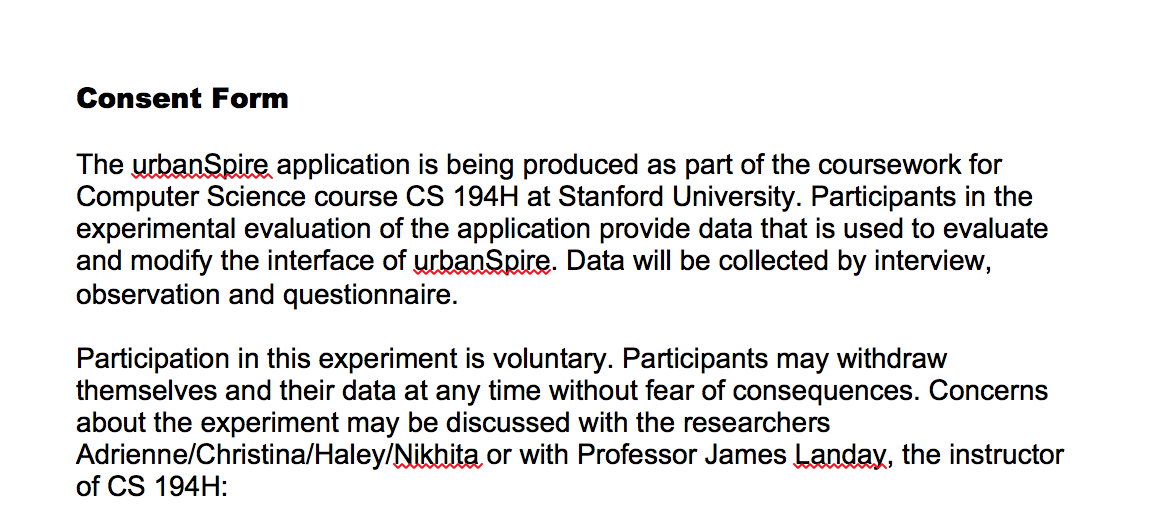 Consent Form
The urbanSpire application is being produced as part of the coursework for
Computer Science course CS 194H at Stanford University. Participants in the
experimental evaluation of the application provide data that is used to evaluate
and modify the interface of urbanSpire. Data will be collected by interview,
observation and questionnaire.
Participation in this experiment is voluntary. Participants may withdraw
themselves and their data at any time without fear of consequences. Concerns
about the experiment may be discussed with the researchers
Adrienne/Christina/Haley/Nikhita or with Professor James Landay, the instructor
of CS 194H: